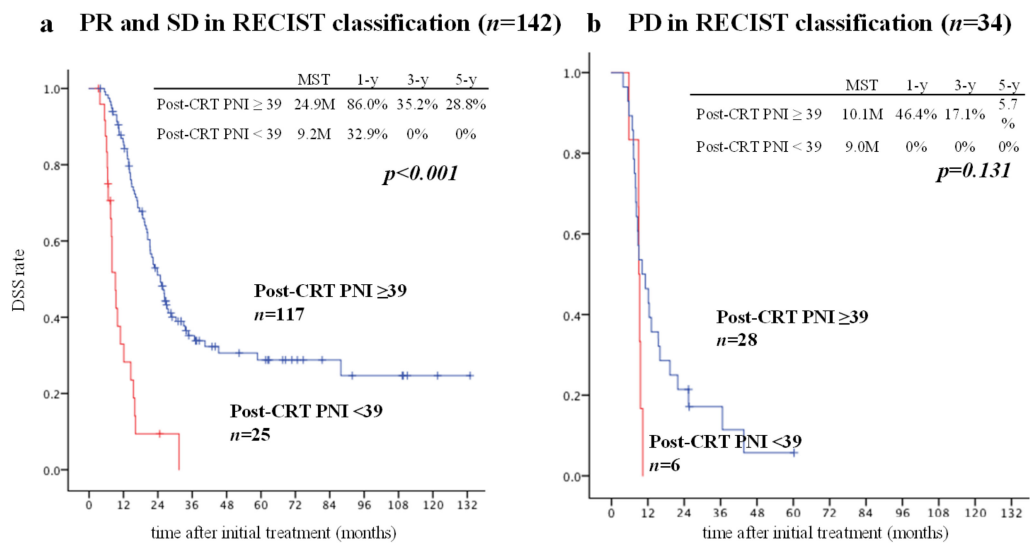 a PR and SD in RECIST classification (n=142)
MST 1-y 3-y 5-y
Post-CRT PNI ≥ 39 24.9M 86.0% 35.2% 28.8%
Post-CRT PNI < 39 9.2M 32.9% 0% 0%
p<0.001
1.0
0.8
0.6
0.4
0.2
0.0
DSS rate
Post-CRT PNI ≥39
n=117
Post-CRT PNI <39
n=25
0 12 24 36 48 60 72 84 96 108 120 132
time after initial treatment (months)
b PD in RECIST classification (n=34)
MST 1-y 3-y 5-y
Post-CRT PNI ≥ 39 10.1M 46.4% 17.1% 5.7
%
Post-CRT PNI < 39 9.0M 0% 0% 0%
p=0.131
1.0
0.8
0.6
0.4
0.2
0.0
Post-CRT PNI ≥39
n=28
Post-CRT PNI <39
n=6
0 12 24 36 48 60 72 84 96 108 120 132
time after initial treatment (months)